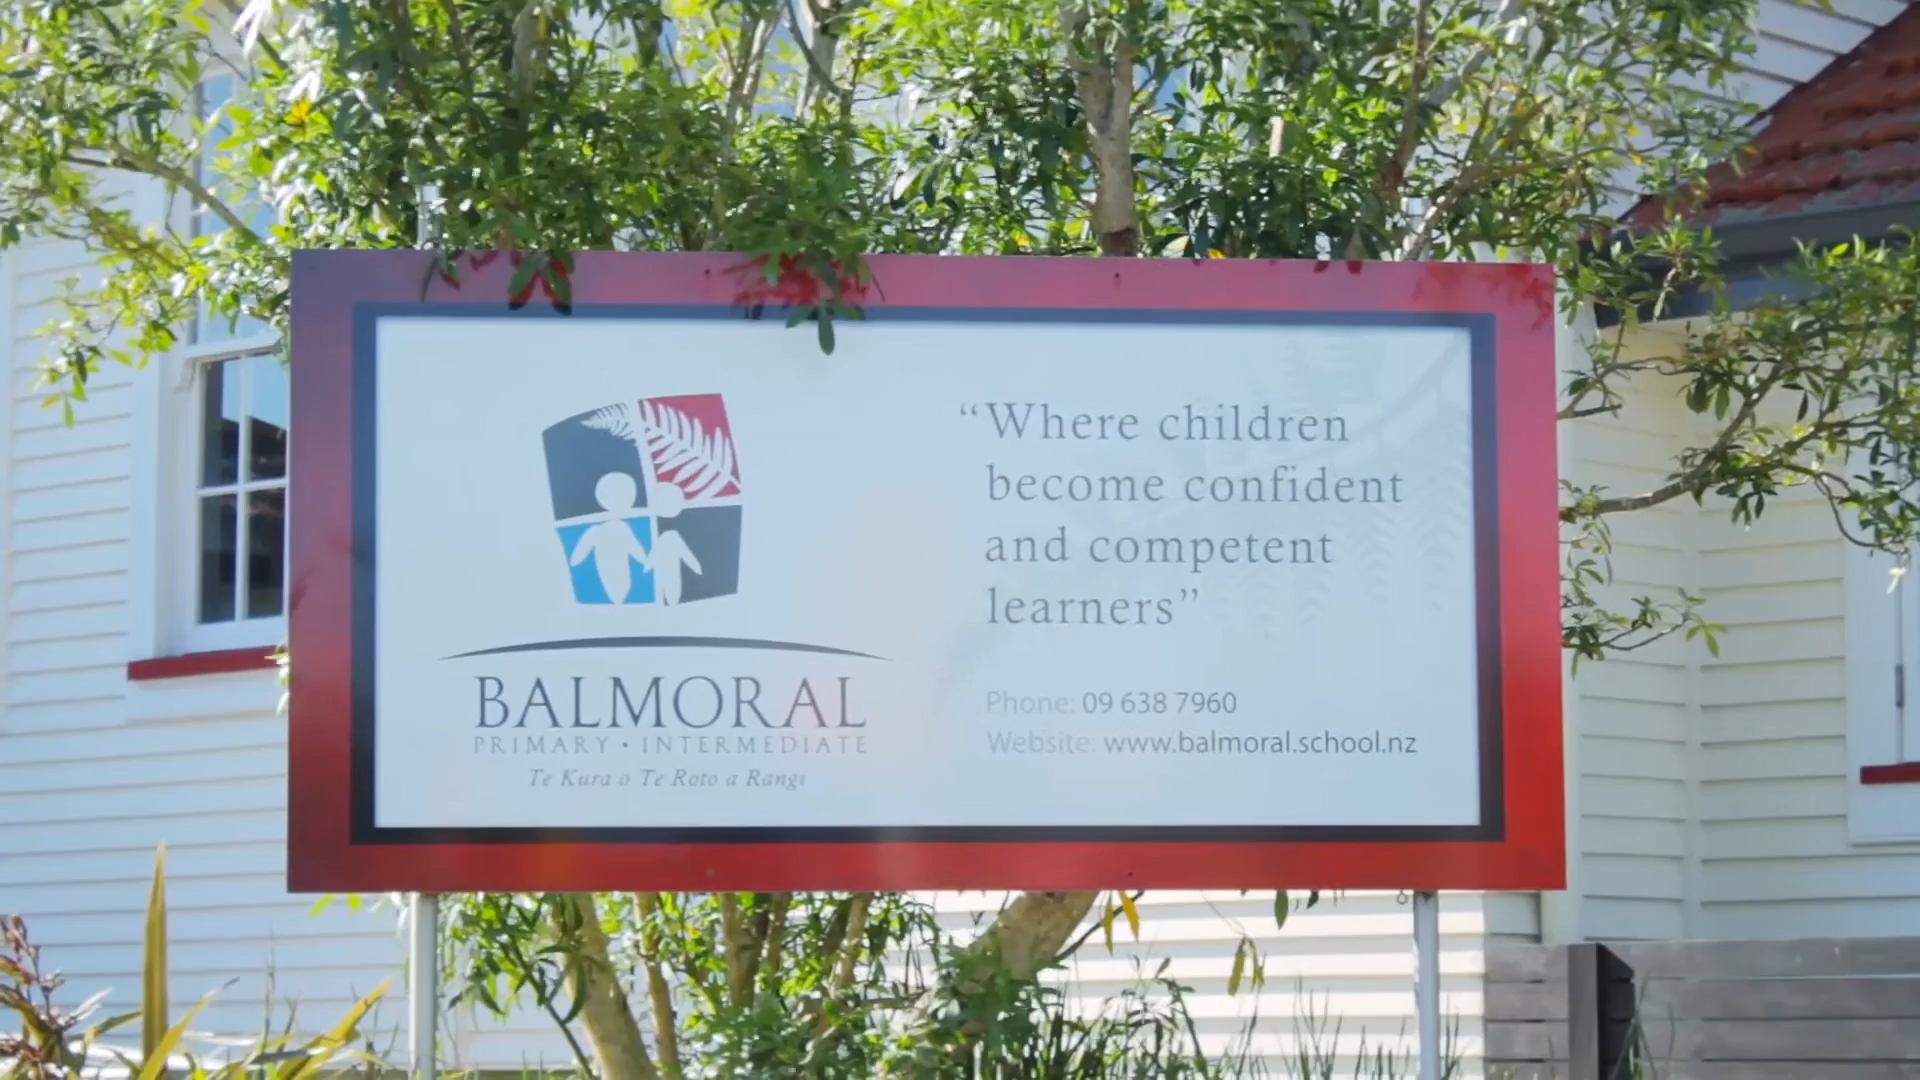 BALMORAL
PRIMARY • INTERMEDIATE
Te Kura o Te Roto a Rangi
“Where children
become confident
and competent
learners”
Phone: 09 638 7960
Website: www.balmoral.school.nz